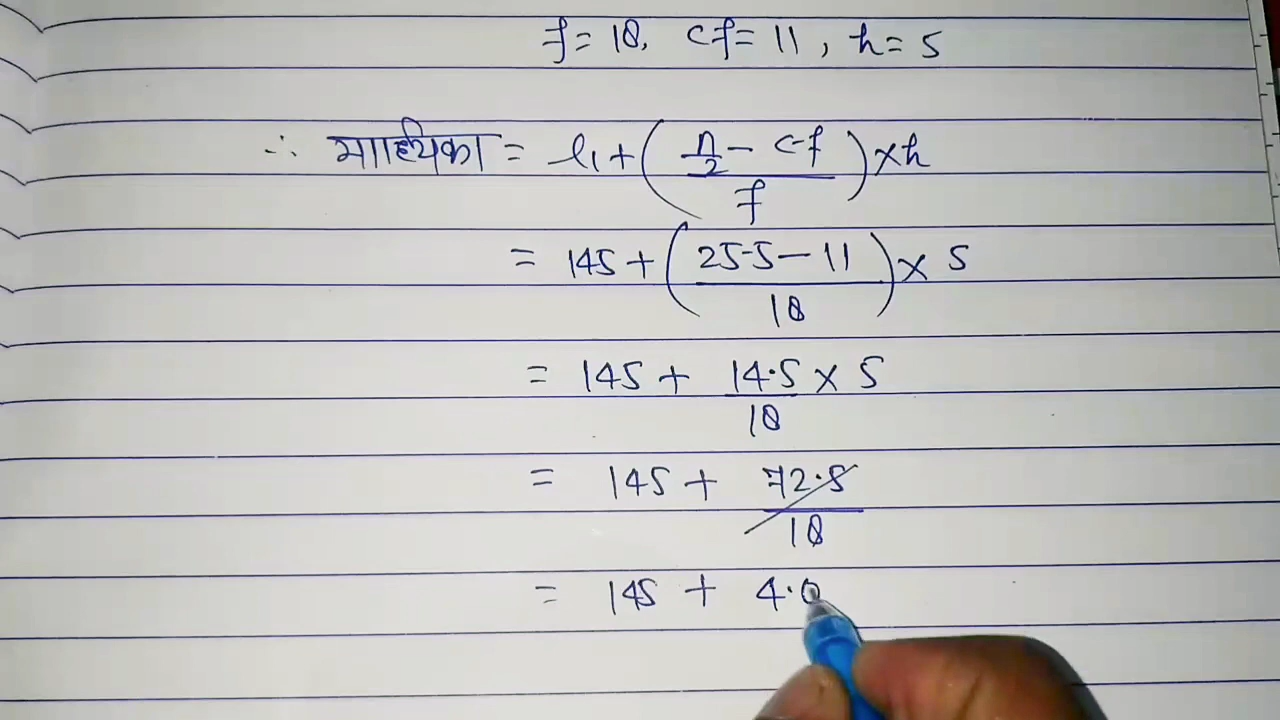 f = 18, cf = 11, h = 5
∴ माध्यिका = l₁ + ( (n/2 - cf) / f ) × h
= 145 + ( (25.5 - 11) / 18 ) × 5
= 145 + 14.5/18 × 5
= 145 + 72.5/18
= 145 + 4.0